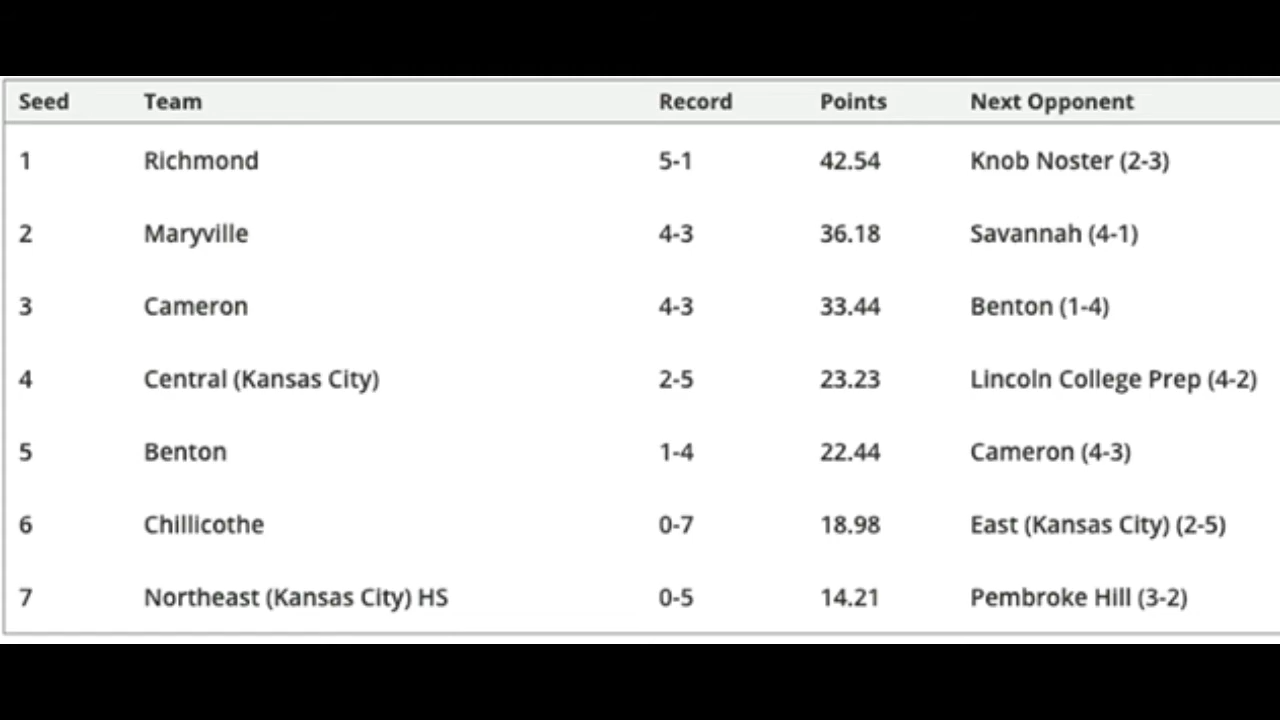 Seed Team Record Points Next Opponent
1 Richmond 5-1 42.54 Knob Noster (2-3)
2 Maryville 4-3 36.18 Savannah (4-1)
3 Cameron 4-3 33.44 Benton (1-4)
4 Central (Kansas City) 2-5 23.23 Lincoln College Prep (4-2)
5 Benton 1-4 22.44 Cameron (4-3)
6 Chillicothe 0-7 18.98 East (Kansas City) (2-5)
7 Northeast (Kansas City) HS 0-5 14.21 Pembroke Hill (3-2)